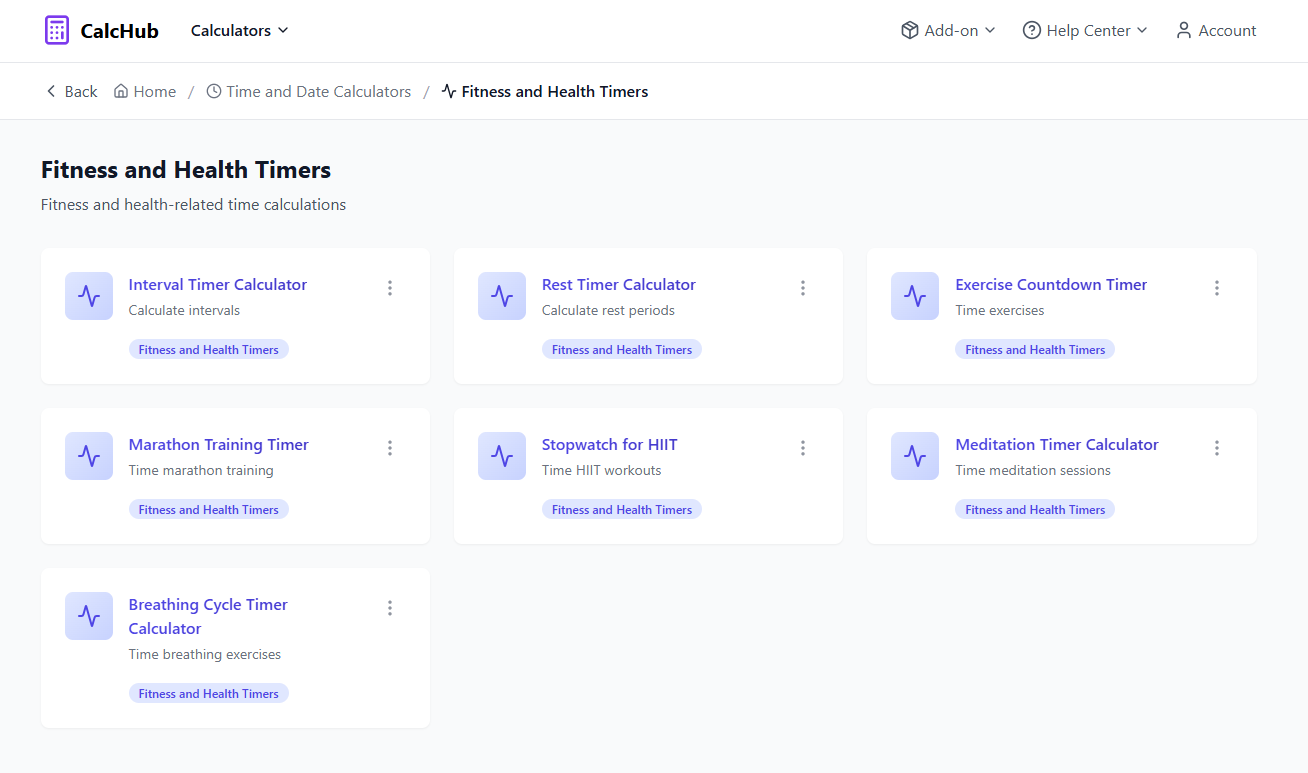 CalcHub Calculators Add-on Help Center Account
Back Home / Time and Date Calculators / Fitness and Health Timers
Fitness and Health Timers
Fitness and health-related time calculations
Interval Timer Calculator
Calculate intervals
Fitness and Health Timers
Rest Timer Calculator
Calculate rest periods
Fitness and Health Timers
Exercise Countdown Timer
Time exercises
Fitness and Health Timers
Marathon Training Timer
Time marathon training
Fitness and Health Timers
Stopwatch for HIIT
Time HIIT workouts
Fitness and Health Timers
Meditation Timer Calculator
Time meditation sessions
Fitness and Health Timers
Breathing Cycle Timer
Calculator
Time breathing exercises
Fitness and Health Timers